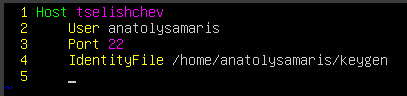 1 Host tselishchev
2     User anatolysamaris
3     Port 22
4     IdentityFile /home/anatolysamaris/keygen
5     _
~